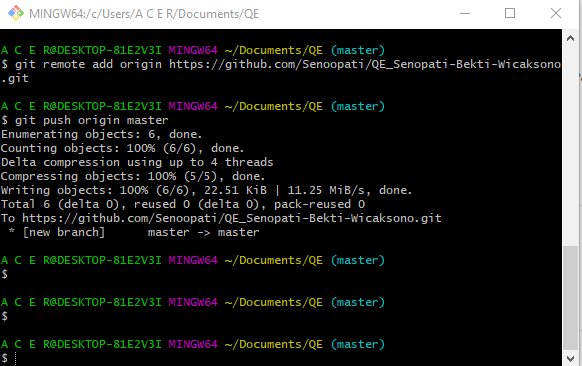 MINGW64:/c/Users/A C E R/Documents/QE
A C E R@DESKTOP-81E2V3I MINGW64 ~/Documents/QE (master)
$ git remote add origin https://github.com/Senoopati/QE_Senopati-Bekti-Wicaksono
.git
A C E R@DESKTOP-81E2V3I MINGW64 ~/Documents/QE (master)
$ git push origin master
Enumerating objects: 6, done.
Counting objects: 100% (6/6), done.
Delta compression using up to 4 threads
Compressing objects: 100% (5/5), done.
Writing objects: 100% (6/6), 22.51 KiB | 11.25 MiB/s, done.
Total 6 (delta 0), reused 0 (delta 0), pack-reused 0
To https://github.com/Senoopati/QE_Senopati-Bekti-Wicaksono.git
 * [new branch]      master -> master
A C E R@DESKTOP-81E2V3I MINGW64 ~/Documents/QE (master)
$
A C E R@DESKTOP-81E2V3I MINGW64 ~/Documents/QE (master)
$
A C E R@DESKTOP-81E2V3I MINGW64 ~/Documents/QE (master)
$